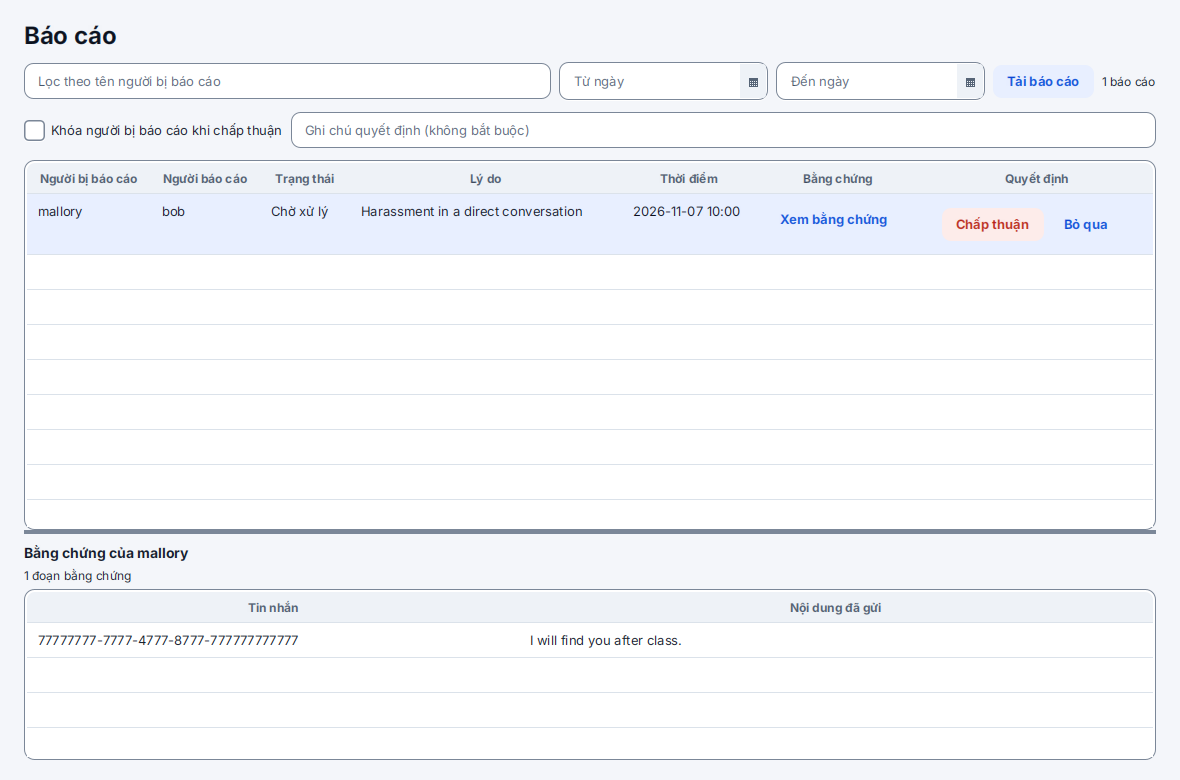 Báo cáo
Lọc theo tên người bị báo cáo
Từ ngày
Đến ngày
Tải báo cáo
1 báo cáo
Khóa người bị báo cáo khi chấp thuận
Ghi chú quyết định (không bắt buộc)
Người bị báo cáo Người báo cáo Trạng thái Lý do Thời điểm Bằng chứng Quyết định
mallory bob Chờ xử lý Harassment in a direct conversation 2026-11-07 10:00 Xem bằng chứng Chấp thuận Bỏ qua
Bằng chứng của mallory
1 đoạn bằng chứng
Tin nhắn Nội dung đã gửi
77777777-7777-4777-8777-777777777777 I will find you after class.